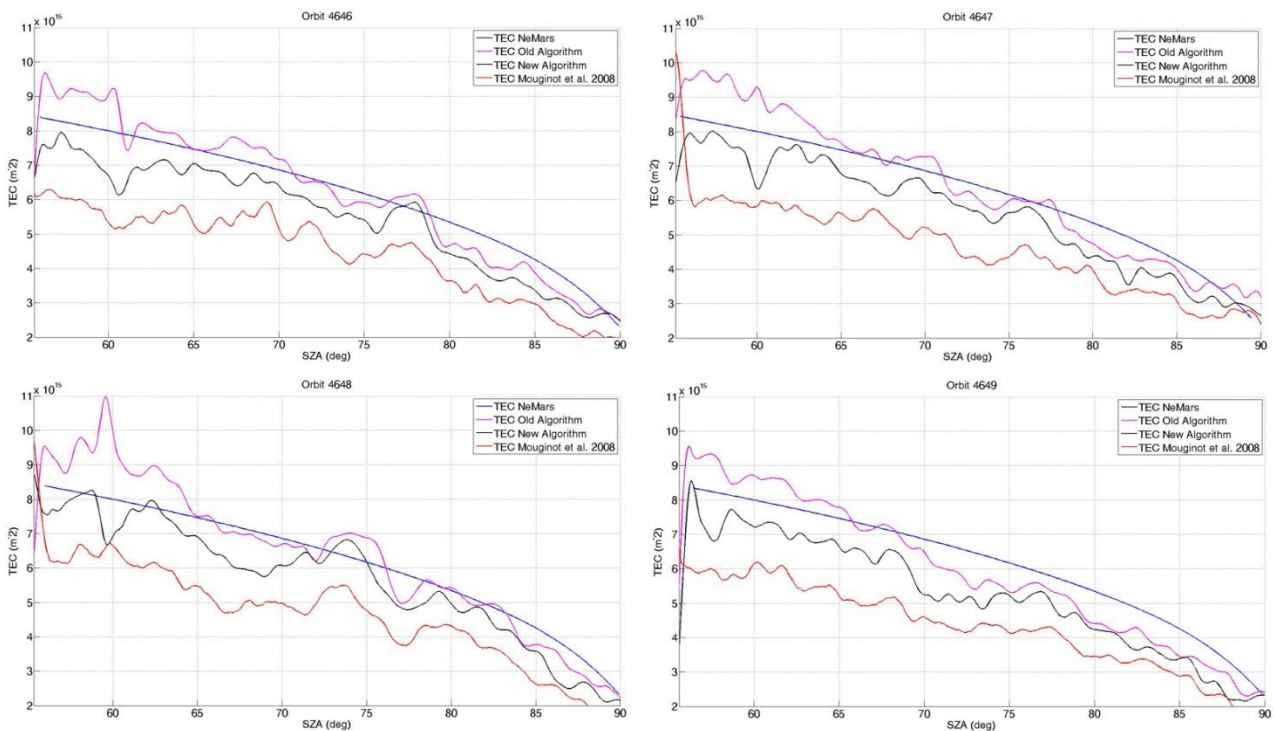 Orbit 4646
x 10^15
TEC NeMars
TEC Old Algorithm
TEC New Algorithm
TEC Mouginot et al. 2008
TEC (m^-2)
11
10
9
8
7
6
5
4
3
2
60 65 70 75 80 85 90
SZA (deg)
Orbit 4647
x 10^15
TEC NeMars
TEC Old Algorithm
TEC New Algorithm
TEC Mouginot et al. 2008
TEC (m^-2)
11
10
9
8
7
6
5
4
3
2
60 65 70 75 80 85 90
SZA (deg)
Orbit 4648
x 10^15
TEC NeMars
TEC Old Algorithm
TEC New Algorithm
TEC Mouginot et al. 2008
TEC (m^-2)
11
10
9
8
7
6
5
4
3
2
60 65 70 75 80 85 90
SZA (deg)
Orbit 4649
x 10^15
TEC NeMars
TEC Old Algorithm
TEC New Algorithm
TEC Mouginot et al. 2008
TEC (m^-2)
11
10
9
8
7
6
5
4
3
2
60 65 70 75 80 85 90
SZA (deg)